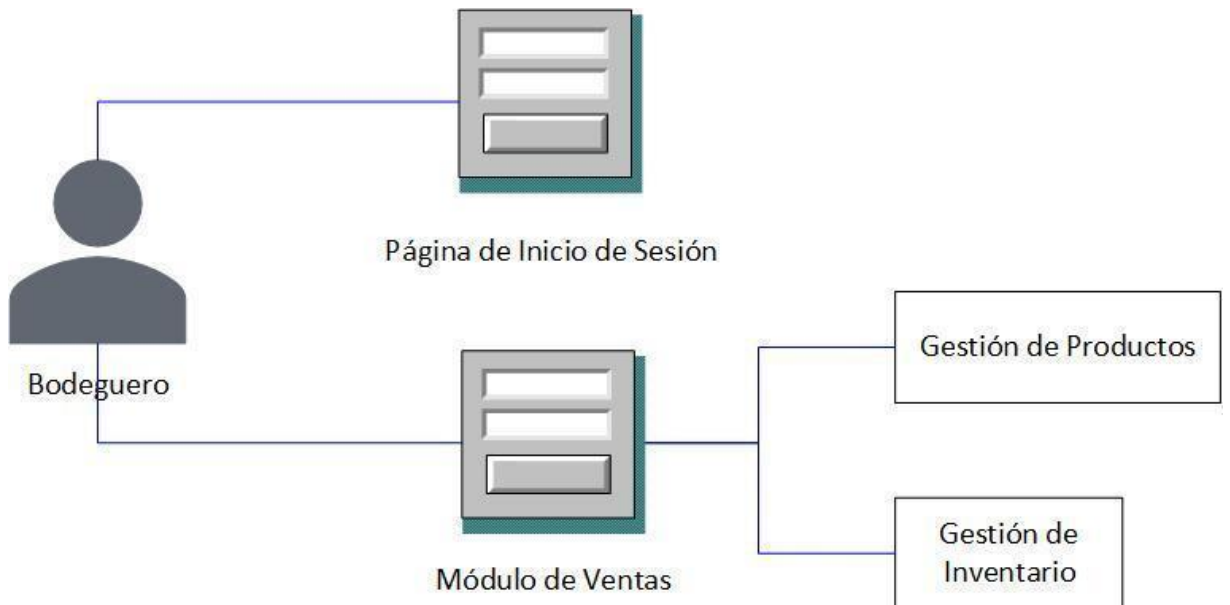 Página de Inicio de Sesión
Gestión de Productos
Bodeguero
Gestión de
Inventario
Módulo de Ventas